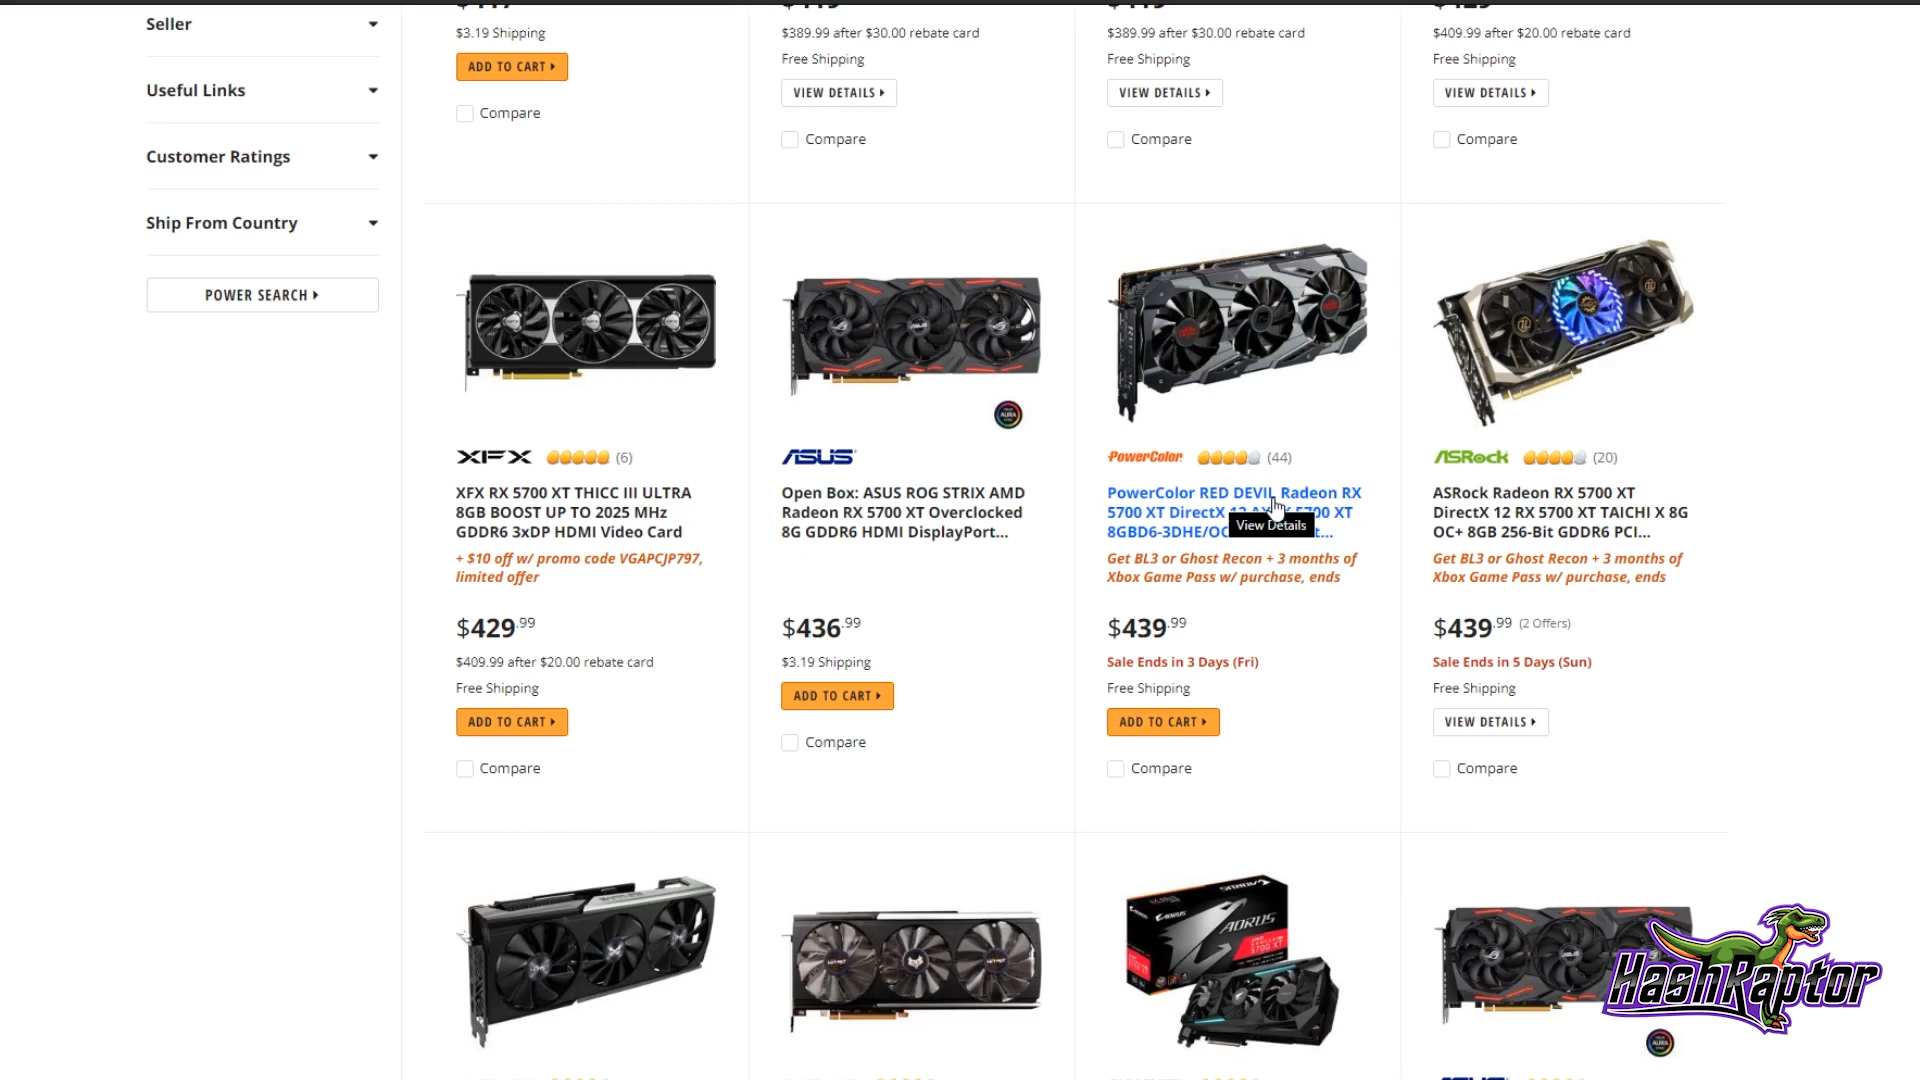 Seller
Useful Links
Customer Ratings
Ship From Country
POWER SEARCH
$3.19 Shipping
ADD TO CART
Compare
$389.99 after $30.00 rebate card
Free Shipping
VIEW DETAILS
Compare
$389.99 after $30.00 rebate card
Free Shipping
VIEW DETAILS
Compare
$409.99 after $20.00 rebate card
Free Shipping
VIEW DETAILS
Compare
XFX (6)
XFX RX 5700 XT THICC III ULTRA
8GB BOOST UP TO 2025 MHz
GDDR6 3xDP HDMI Video Card
+ $10 off w/ promo code VGAPCJP797,
limited offer
$429.99
$409.99 after $20.00 rebate card
Free Shipping
ADD TO CART
Compare
AURA
ASUS
Open Box: ASUS ROG STRIX AMD
Radeon RX 5700 XT Overclocked
8G GDDR6 HDMI DisplayPort...
$436.99
$3.19 Shipping
ADD TO CART
Compare
PowerColor (44)
PowerColor RED DEVIL Radeon RX
5700 XT DirectX 12 5700 XT
8GBD6-3DHE/OC
View Details
Get BL3 or Ghost Recon + 3 months of
Xbox Game Pass w/ purchase, ends
$439.99
Sale Ends in 3 Days (Fri)
Free Shipping
ADD TO CART
Compare
ASRock (20)
ASRock Radeon RX 5700 XT
DirectX 12 RX 5700 XT TAICHI X 8G
OC+ 8GB 256-Bit GDDR6 PCI...
Get BL3 or Ghost Recon + 3 months of
Xbox Game Pass w/ purchase, ends
$439.99 (2 Offers)
Sale Ends in 5 Days (Sun)
Free Shipping
VIEW DETAILS
Compare
AORUS
AORUS
5700 XT
HashRaptor
AURA